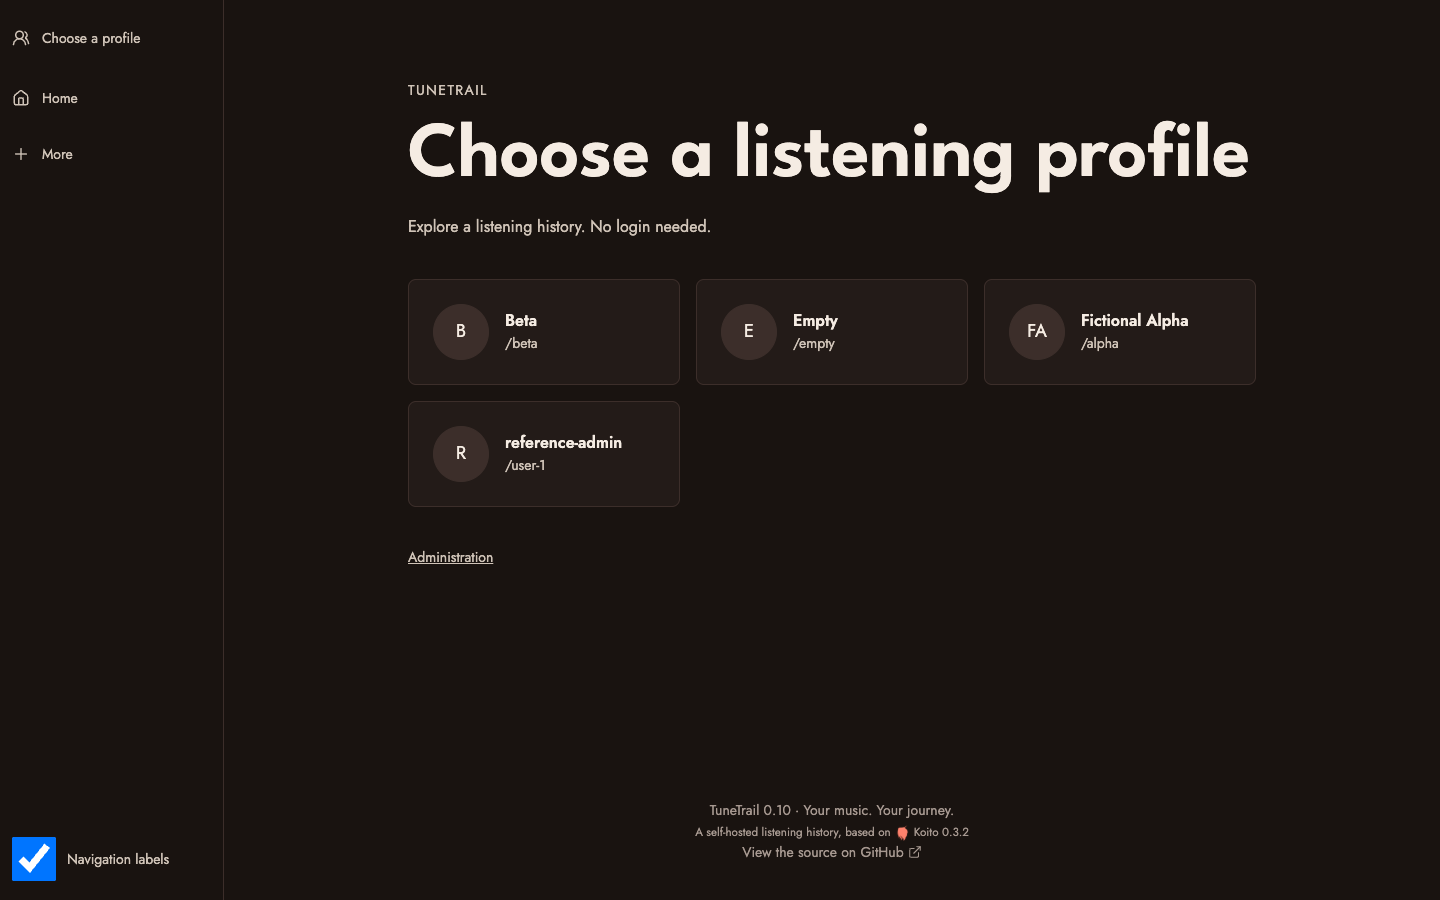 Choose a profile
Home
More
TUNETRAIL
Choose a listening profile
Explore a listening history. No login needed.
B
Beta
/beta
E
Empty
/empty
FA
Fictional Alpha
/alpha
R
reference-admin
/user-1
Administration
TuneTrail 0.10 · Your music. Your journey.
A self-hosted listening history, based on Koito 0.3.2
View the source on GitHub
Navigation labels